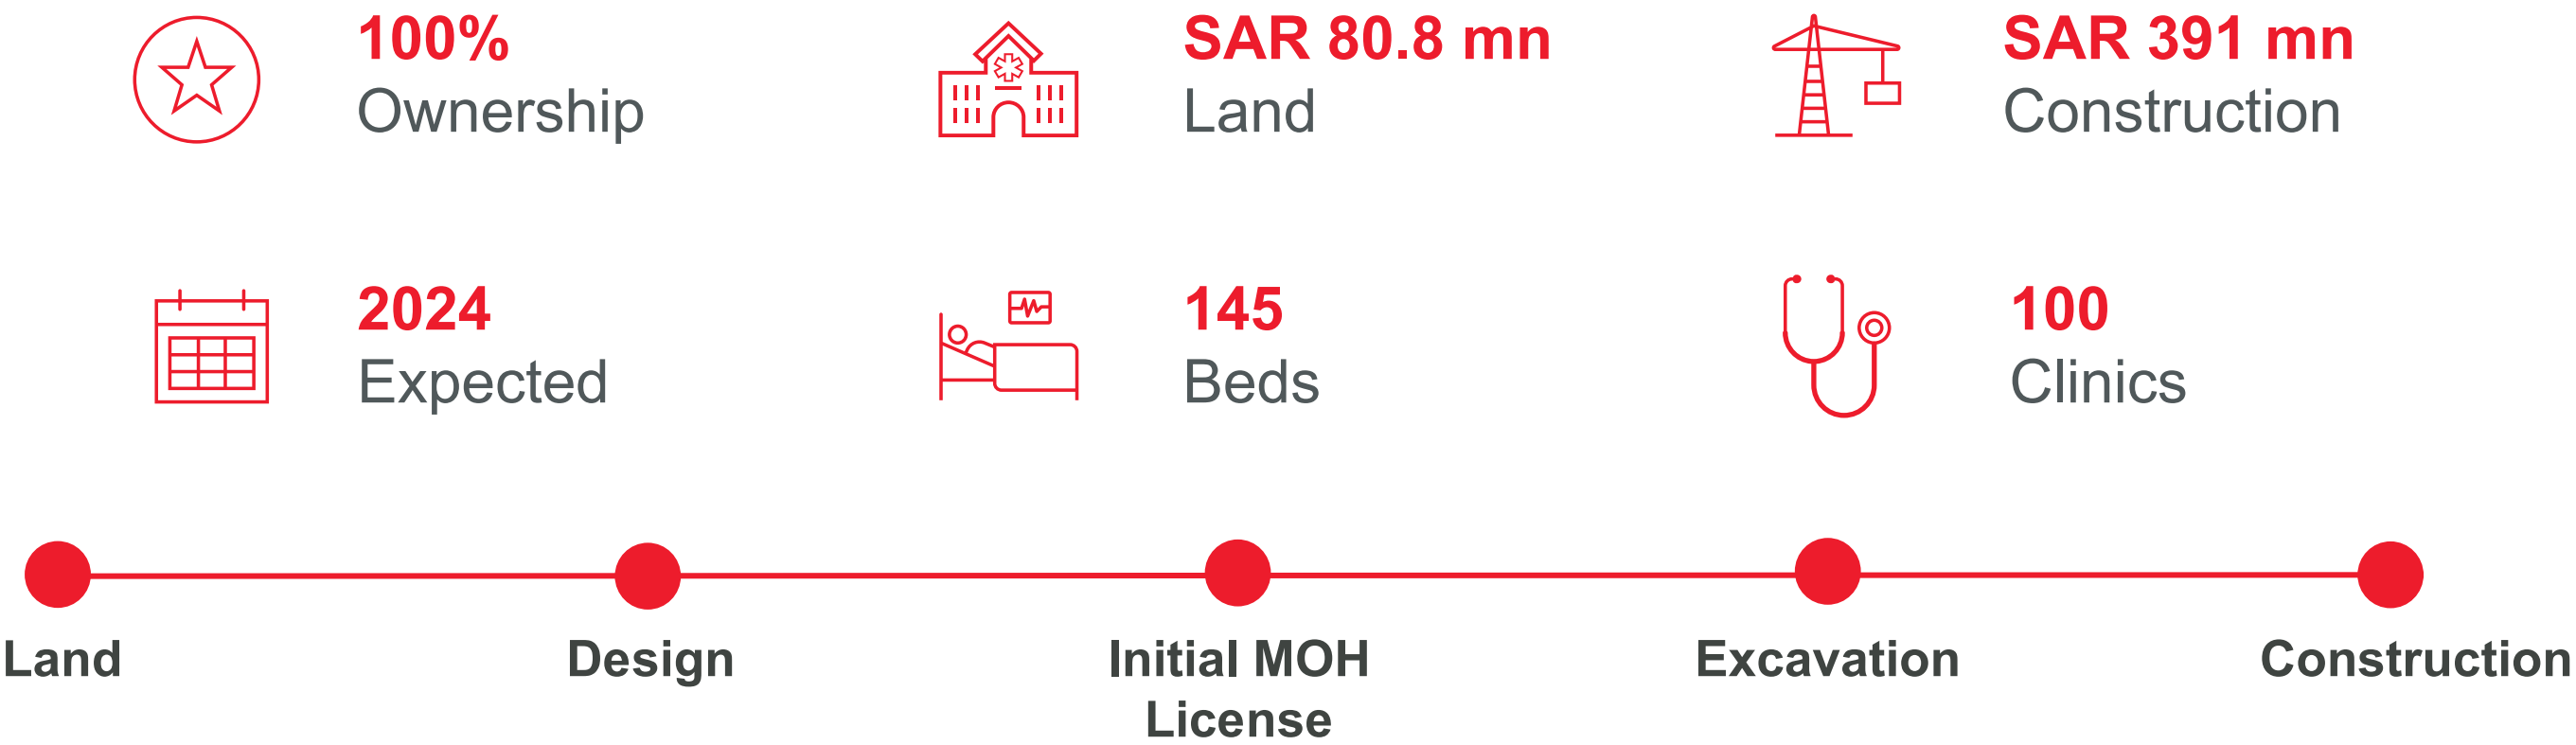 100%
Ownership
SAR 80.8 mn
Land
SAR 391 mn
Construction
2024
Expected
145
Beds
100
Clinics
Land
Design
Initial MOH
License
Excavation
Construction